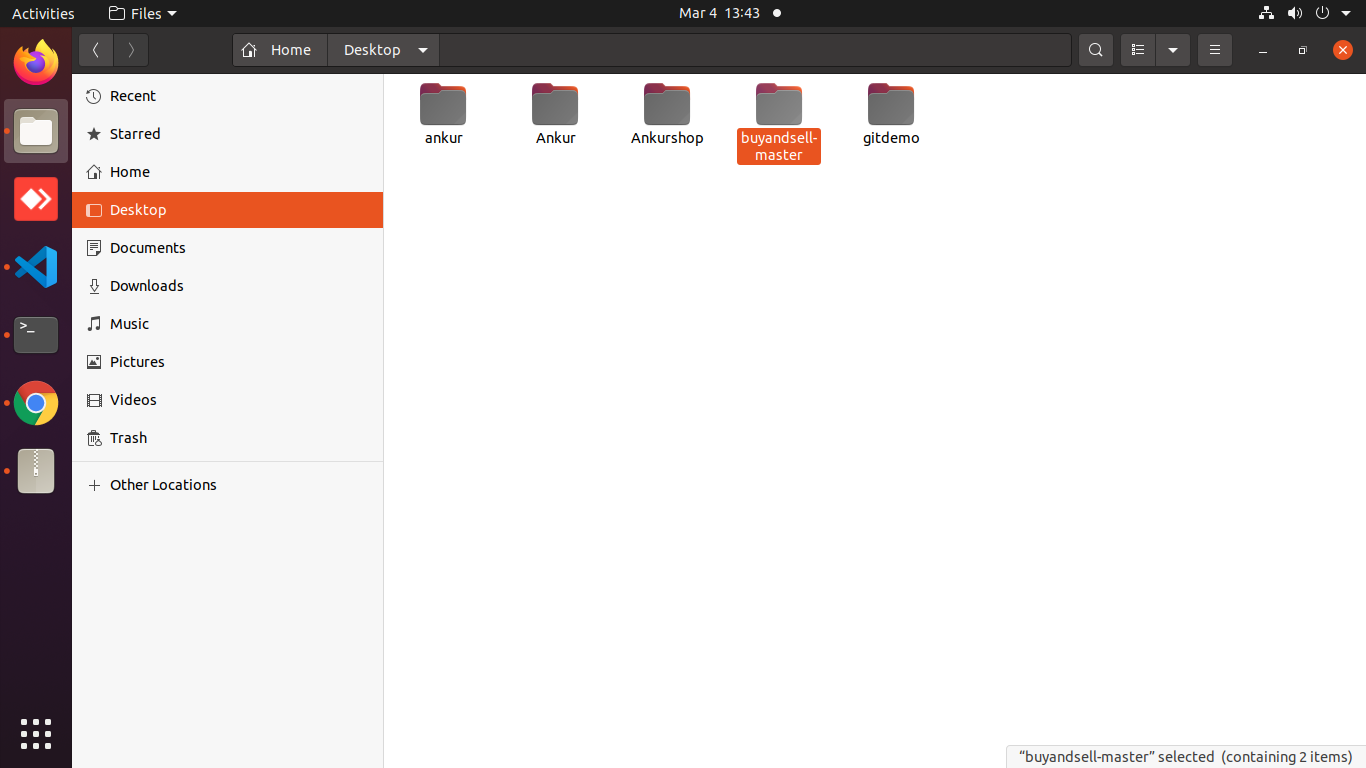 Activities
Files
Mar 4 13:43
Home
Desktop
Recent
Starred
Home
Desktop
Documents
Downloads
Music
Pictures
Videos
Trash
Other Locations
ankur
Ankur
Ankurshop
buyandsell-
master
gitdemo
>_
“buyandsell-master” selected (containing 2 items)